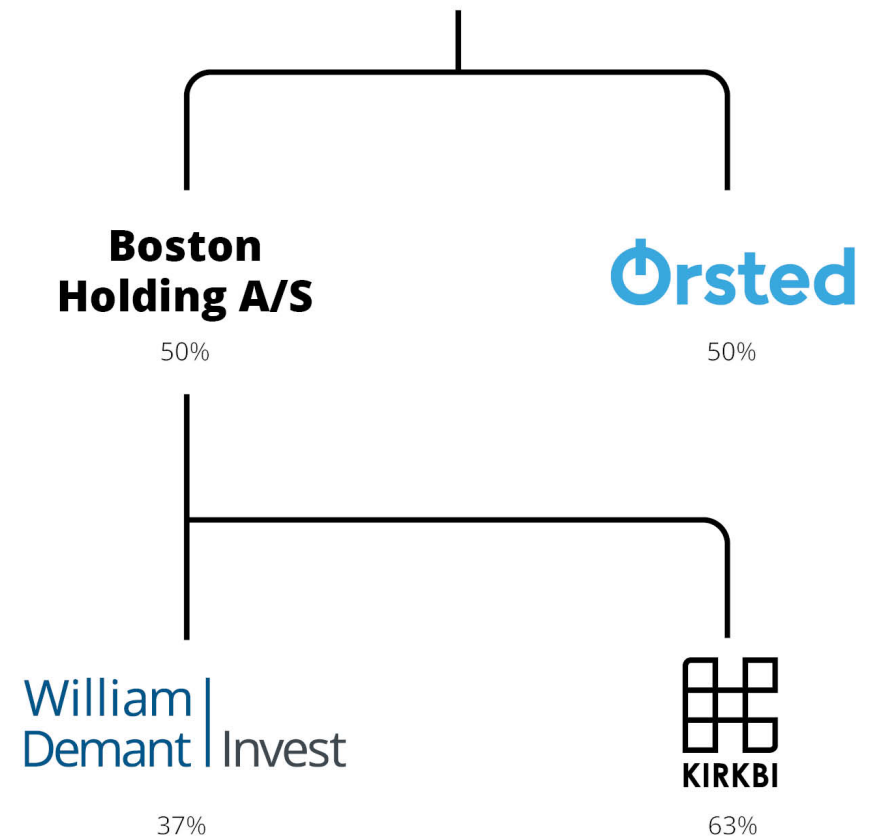 Boston
Holding A/S
Ørsted
50%
50%
William
Demant Invest
KIRKBI
37%
63%